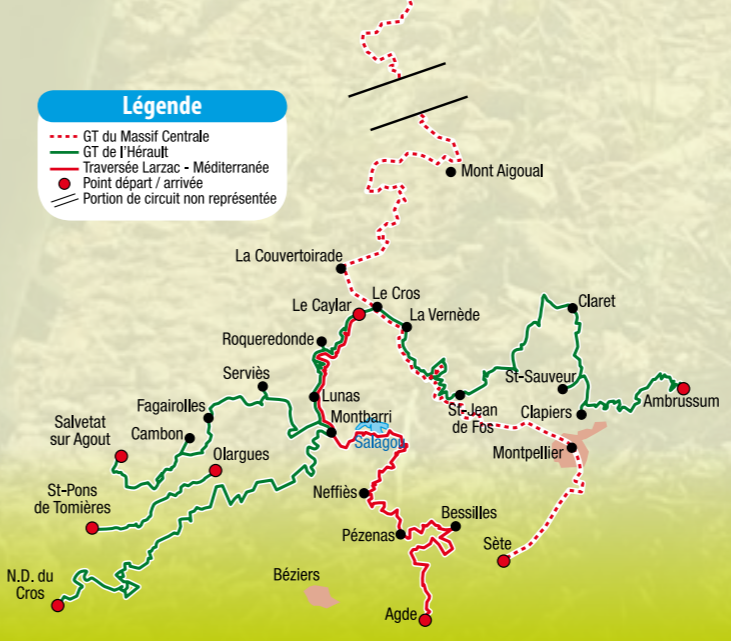 Légende
GT du Massif Centrale
GT de l'Hérault
Traversée Larzac - Méditerranée
Point départ / arrivée
Portion de circuit non représentée
Mont Aigoual
La Couvertoirade
Le Cros
Le Caylar
La Vernède
Claret
Roqueredonde
Serviès
St-Sauveur
Lunas
Ambrussum
Fagairolles
St-Jean
de Fos
Clapiers
Montbarri
Salvetat
sur Agout
Cambon
Salagou
Olargues
Montpellier
St-Pons
de Tomières
Neffiès
Bessilles
Pézenas
Sète
N.D. du
Cros
Béziers
Agde